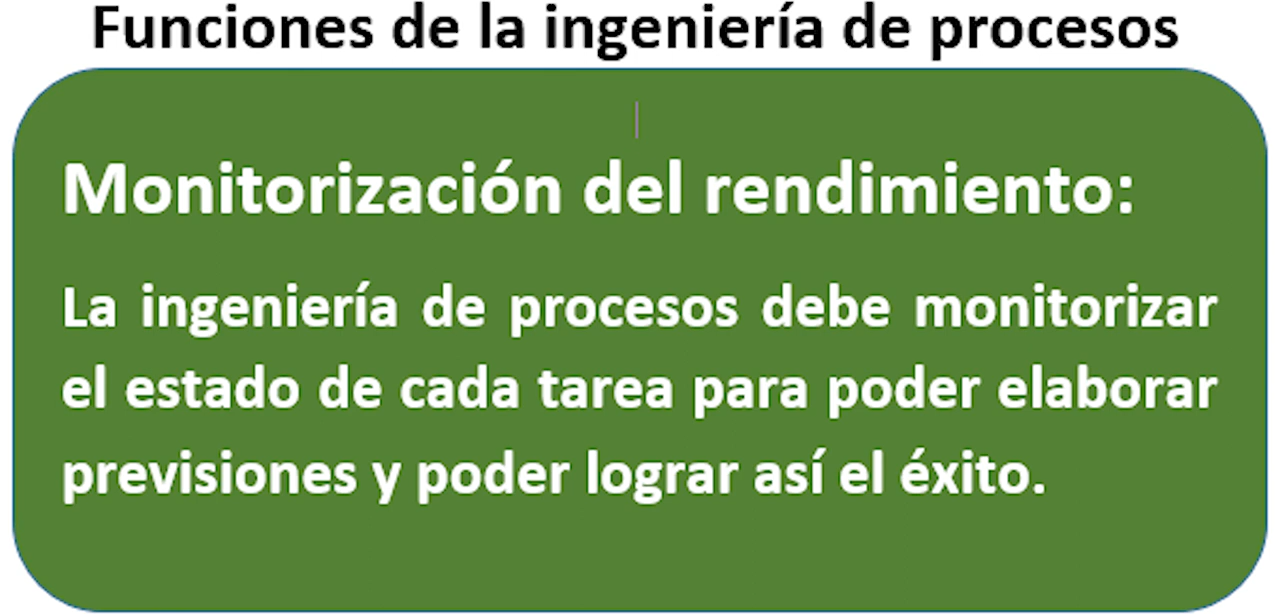 Funciones de la ingeniería de procesos
Monitorización del rendimiento:
La ingeniería de procesos debe monitorizar
el estado de cada tarea para poder elaborar
previsiones y poder lograr así el éxito.